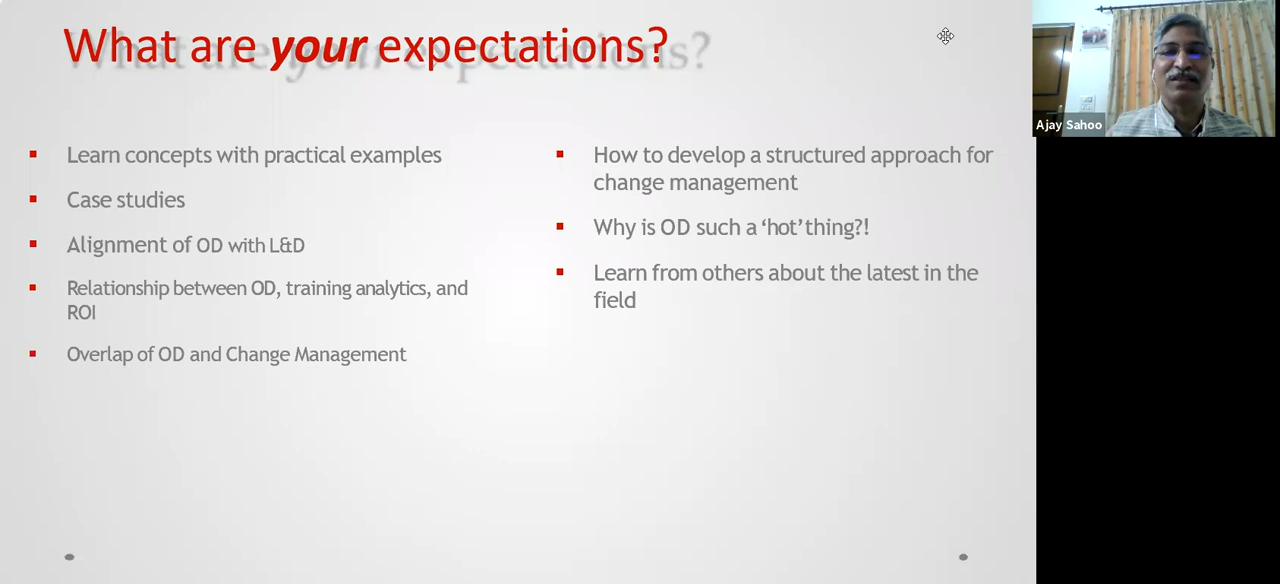 What are your expectations?
Learn concepts with practical examples
Case studies
Alignment of OD with L&D
Relationship between OD, training analytics, and
ROI
Overlap of OD and Change Management
How to develop a structured approach for
change management
Why is OD such a ‘hot’ thing?!
Learn from others about the latest in the
field
Ajay Sahoo